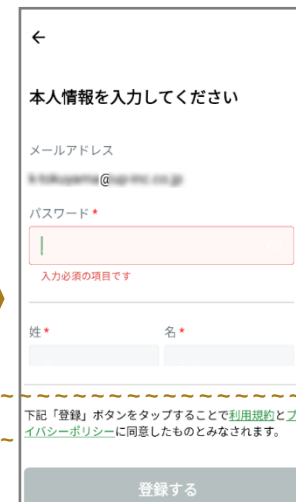 ←
本人情報を入力してください
メールアドレス
@
パスワード *
入力必須の項目です
姓 * 名 *
下記「登録」ボタンをタップすることで利用規約とプ
イバシーポリシーに同意したものとみなされます。
登録する